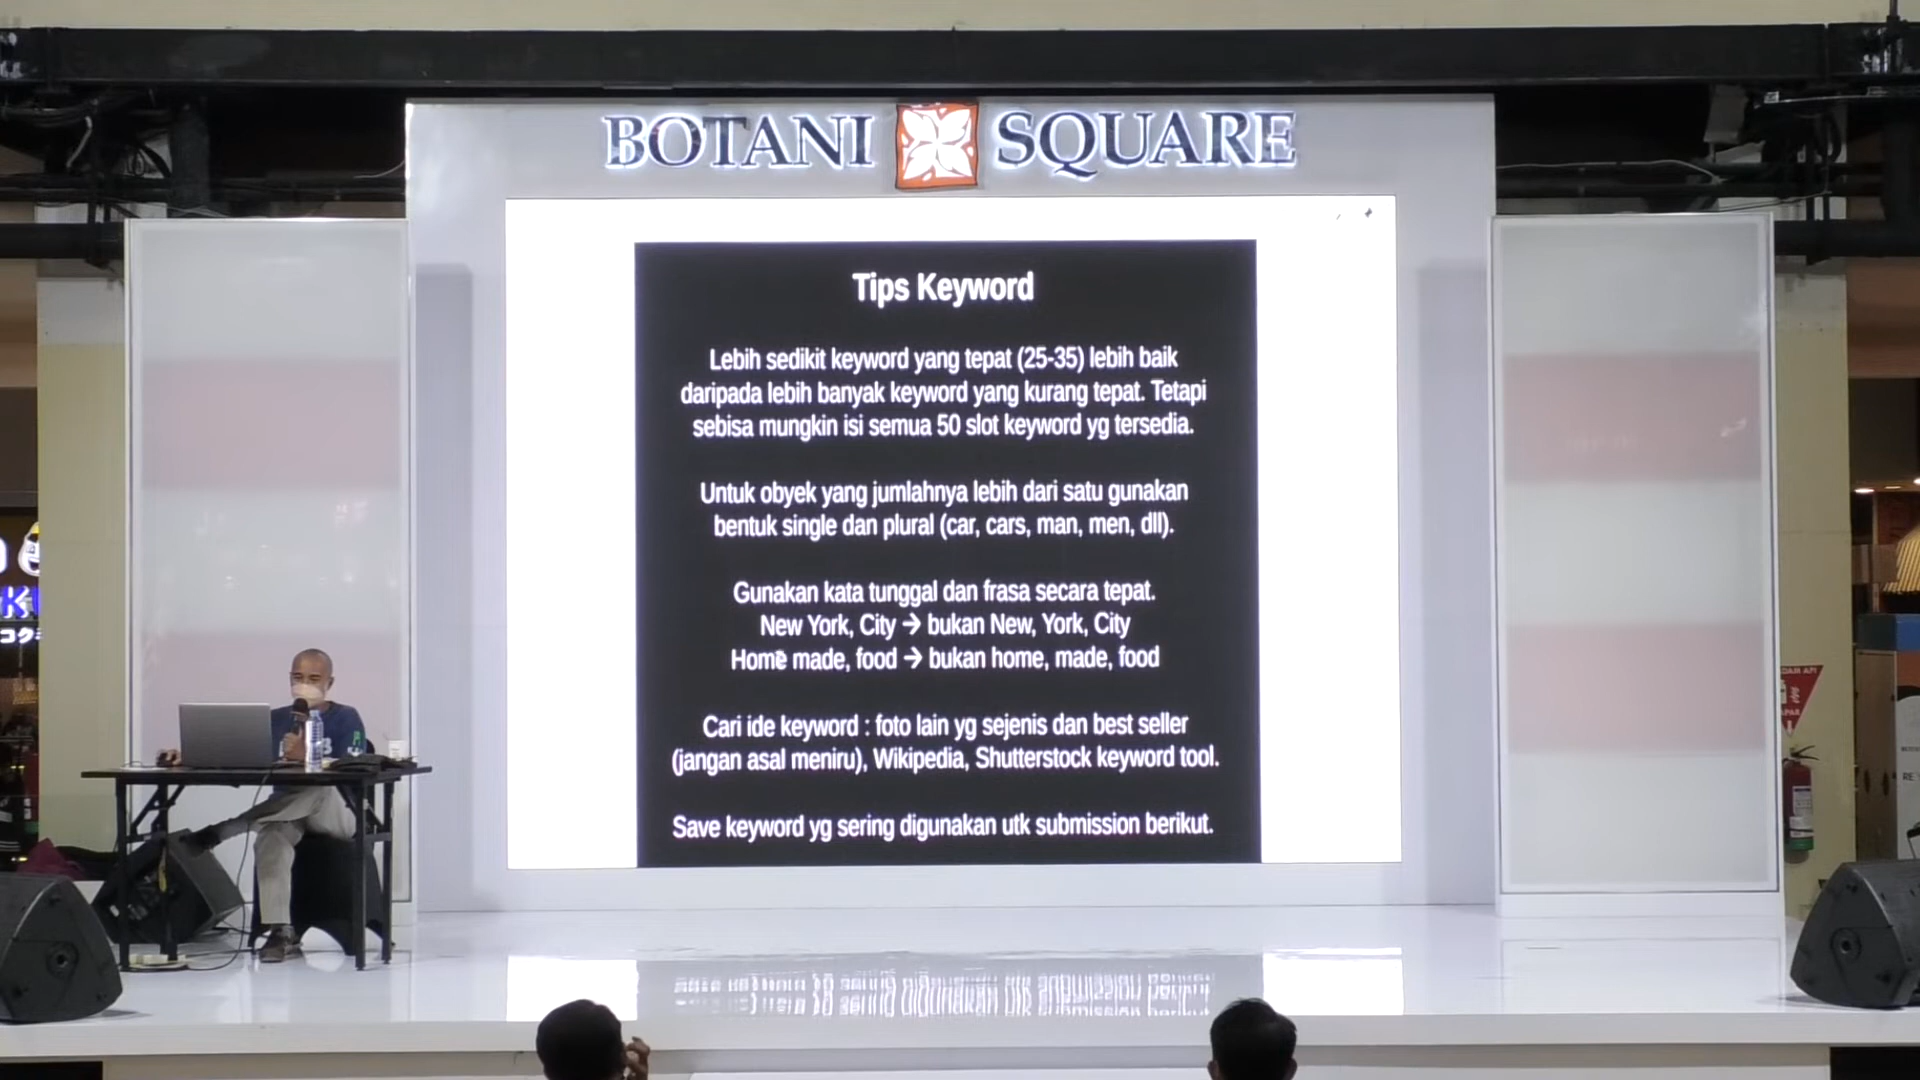 BOTANI SQUARE
Tips Keyword
Lebih sedikit keyword yang tepat (25-35) lebih baik
daripada lebih banyak keyword yang kurang tepat. Tetapi
sebisa mungkin isi semua 50 slot keyword yg tersedia.
Untuk obyek yang jumlahnya lebih dari satu gunakan
bentuk single dan plural (car, cars, man, men, dll).
Gunakan kata tunggal dan frasa secara tepat.
New York, City → bukan New, York, City
Home made, food → bukan home, made, food
Cari ide keyword : foto lain yg sejenis dan best seller
(jangan asal meniru), Wikipedia, Shutterstock keyword tool.
Save keyword yg sering digunakan utk submission berikut.